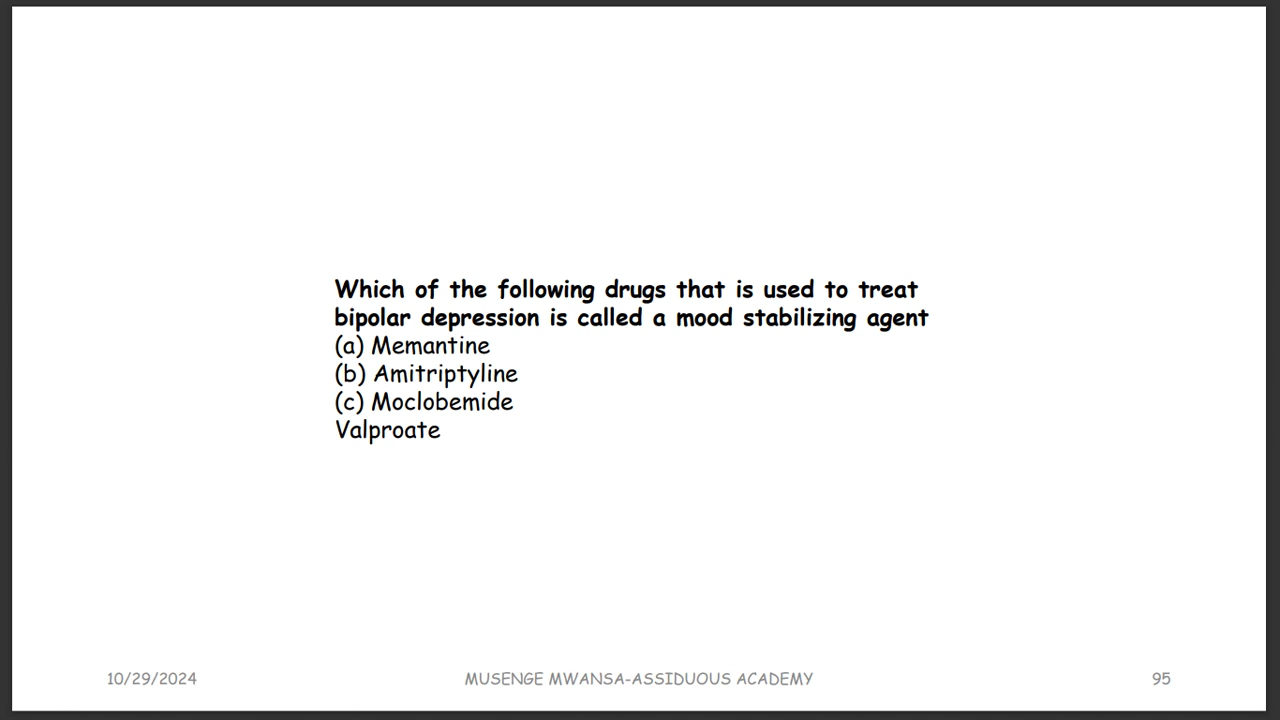 Which of the following drugs that is used to treat
bipolar depression is called a mood stabilizing agent
(a) Memantine
(b) Amitriptyline
(c) Moclobemide
Valproate
10/29/2024
MUSENGE MWANSA-ASSIDUOUS ACADEMY
95